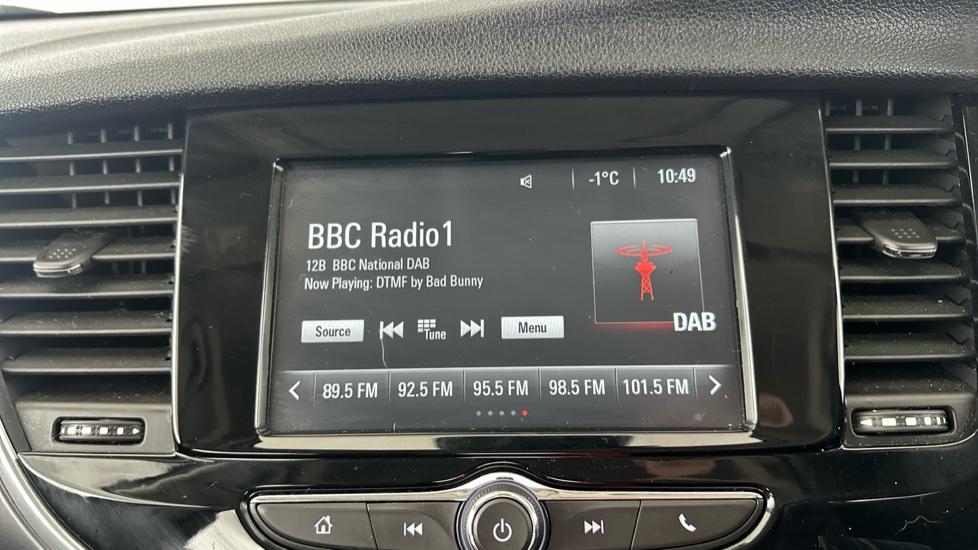 -1°C 10:49
BBC Radio1
12B BBC National DAB
Now Playing: DTMF by Bad Bunny
DAB
Source Tune Menu
89.5 FM 92.5 FM 95.5 FM 98.5 FM 101.5 FM